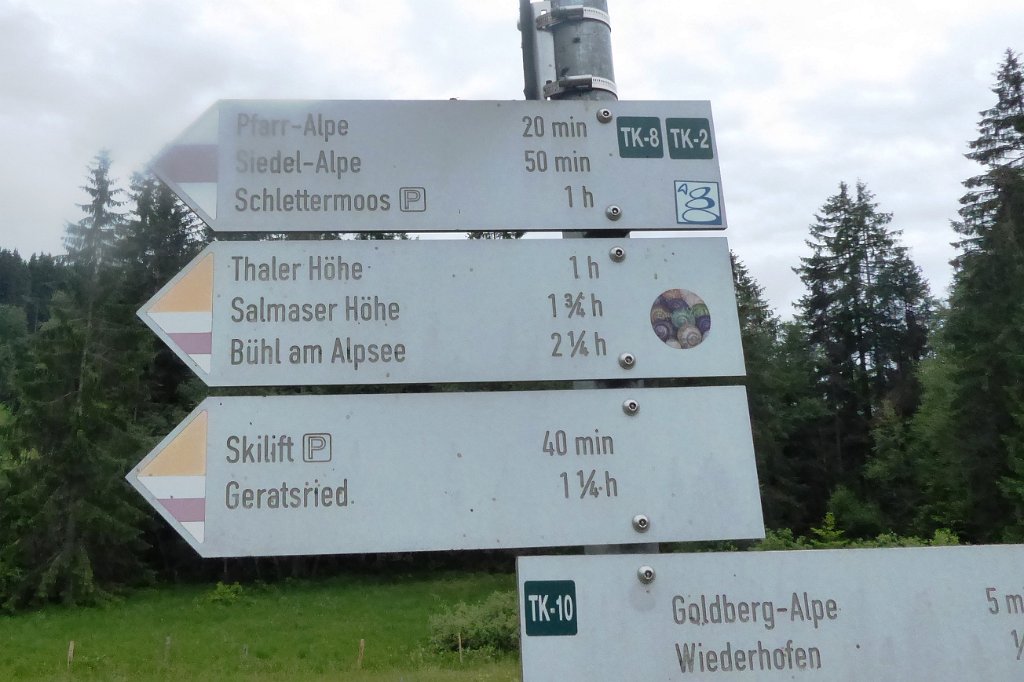 Pfarr-Alpe 20 min TK-8 TK-2
Siedel-Alpe 50 min
Schlettermoos P 1 h
Thaler Höhe 1 h
Salmaser Höhe 1 ¾ h
Bühl am Alpsee 2 ¼ h
Skilift P 40 min
Geratsried 1 ¼ h
TK-10 Goldberg-Alpe 5 m
Wiederhofen